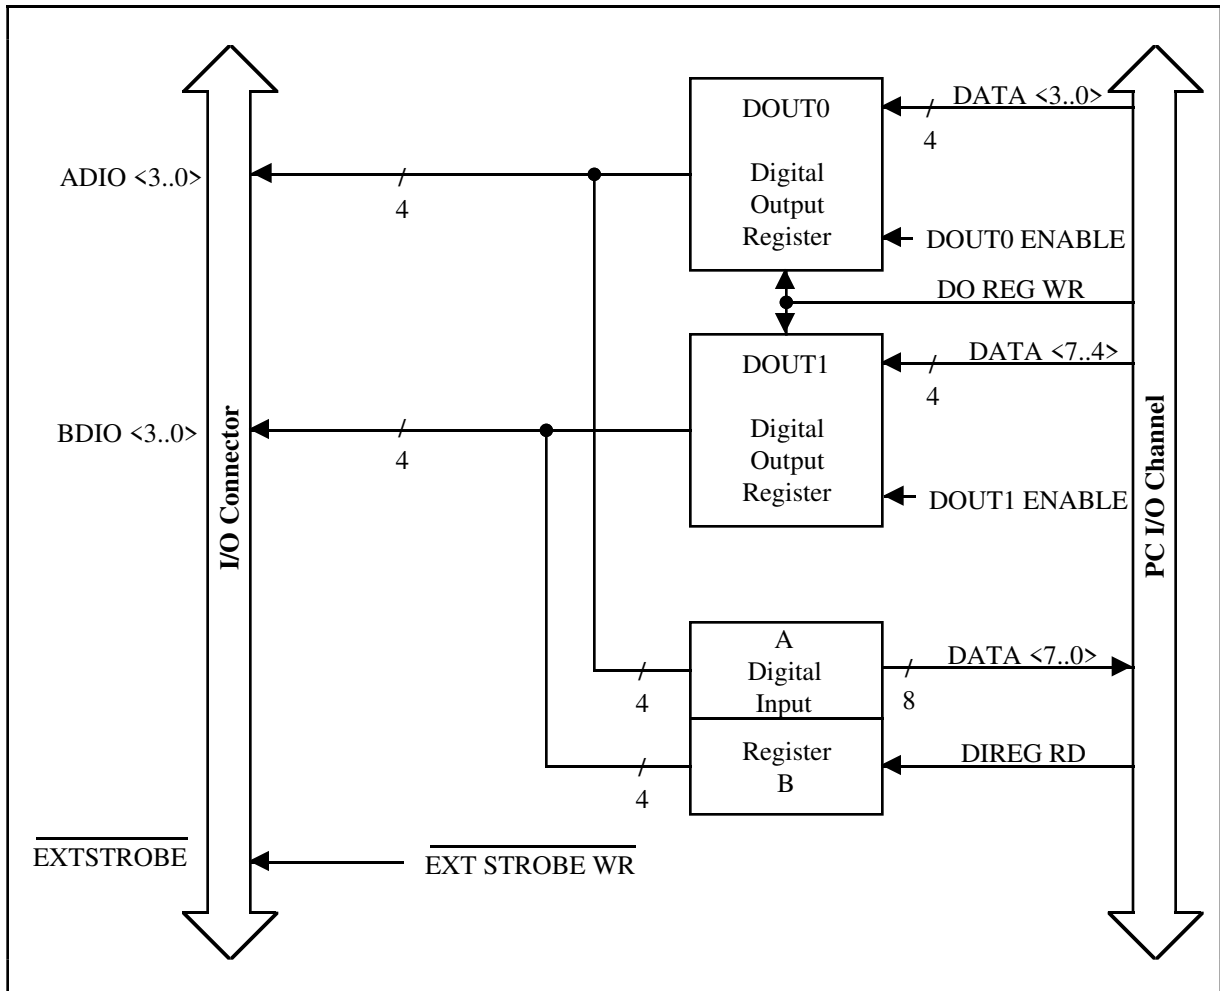 DOUT0
Digital
Output
Register
DATA <3..0>
4
DOUT0 ENABLE
ADIO <3..0>
4
DO REG WR
DOUT1
Digital
Output
Register
DATA <7..4>
4
DOUT1 ENABLE
BDIO <3..0>
4
I/O Connector
PC I/O Channel
A
Digital
Input
Register
B
4
4
DATA <7..0>
8
DIREG RD
EXTSTROBE
EXT STROBE WR